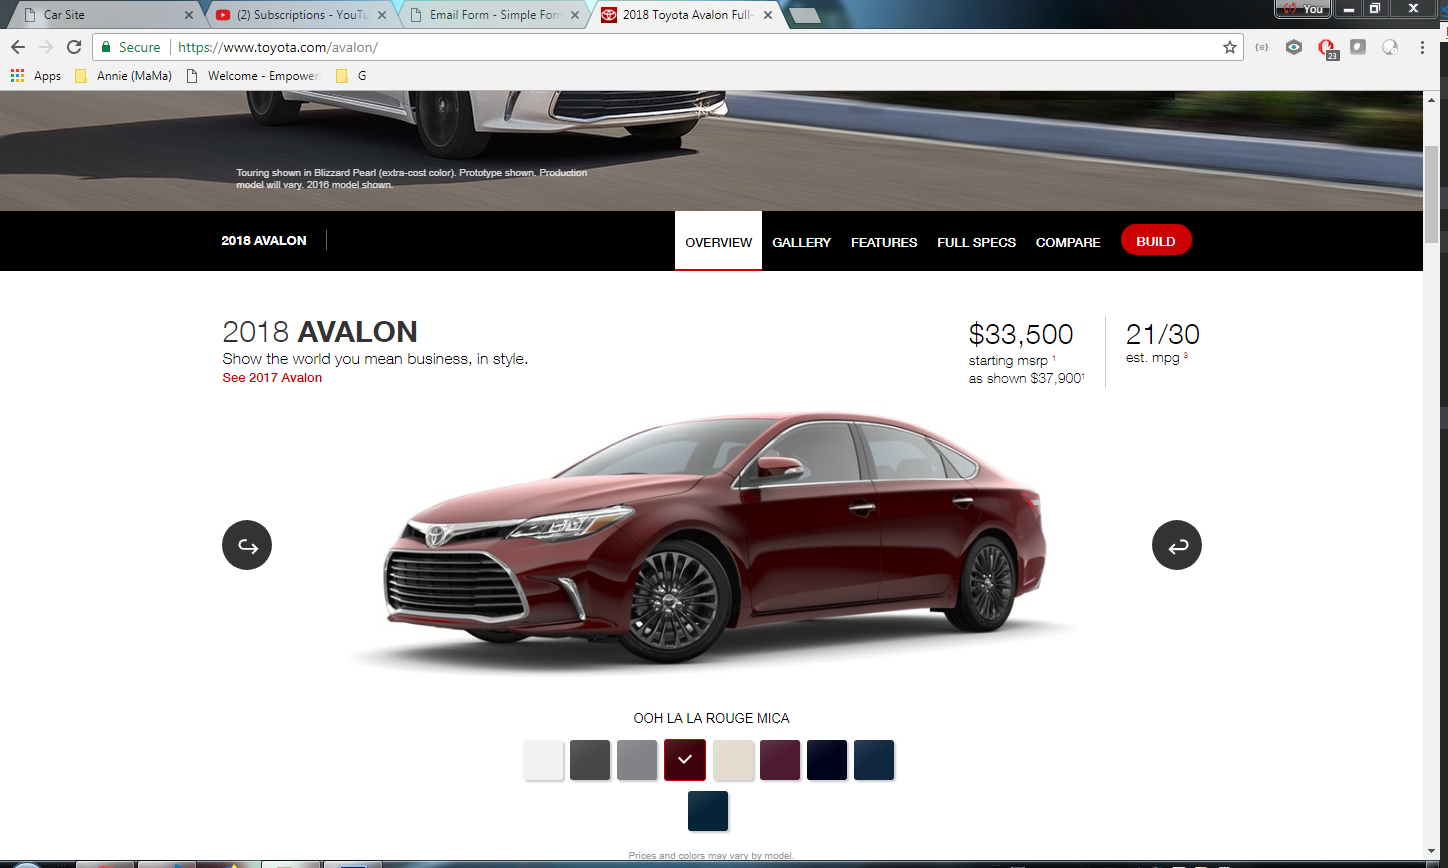 Car Site
(2) Subscriptions - YouTu
Email Form - Simple Form
2018 Toyota Avalon Full-
You
Secure
https://www.toyota.com/avalon/
23
Apps
Annie (MaMa)
Welcome - Empower
G
Touring shown in Blizzard Pearl (extra-cost color). Prototype shown. Production
model will vary. 2016 model shown.
2018 AVALON
OVERVIEW
GALLERY
FEATURES
FULL SPECS
COMPARE
BUILD
2018 AVALON
Show the world you mean business, in style.
See 2017 Avalon
$33,500
starting msrp 1
as shown $37,9001
21/30
est. mpg 3
OOH LA LA ROUGE MICA
Prices and colors may vary by model.